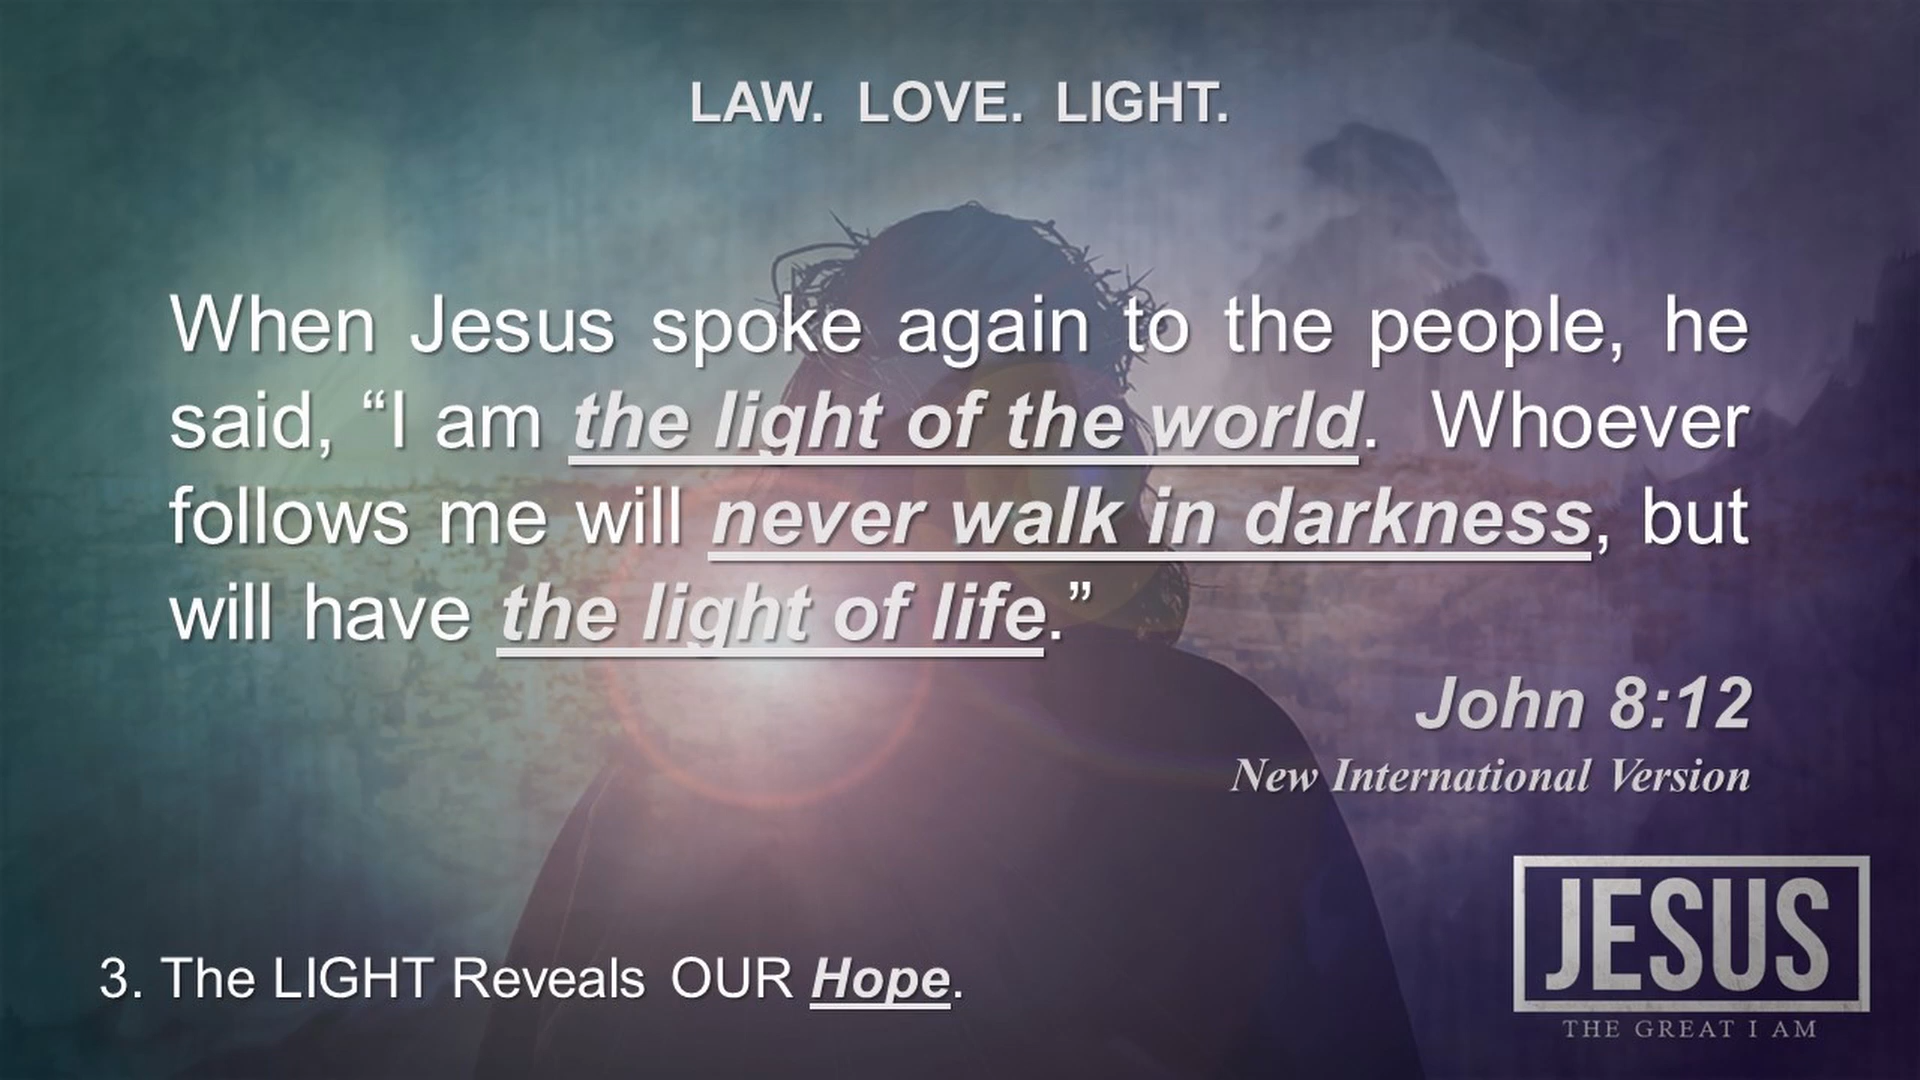 LAW. LOVE. LIGHT.
When Jesus spoke again to the people, he
said, “I am the light of the world. Whoever
follows me will never walk in darkness, but
will have the light of life.”
John 8:12
New International Version
3. The LIGHT Reveals OUR Hope.
JESUS
THE GREAT I AM